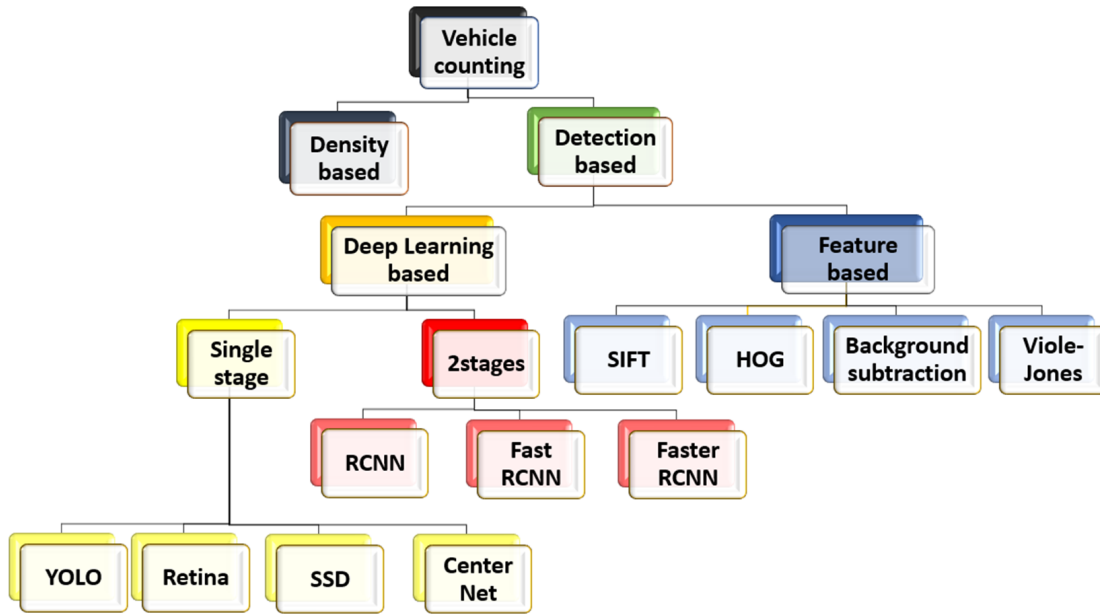 Vehicle
counting
Density
based
Detection
based
Deep Learning
based
Feature
based
Single
stage
2stages
SIFT
HOG
Background
subtraction
Viole-
Jones
RCNN
Fast
RCNN
Faster
RCNN
YOLO
Retina
SSD
Center
Net